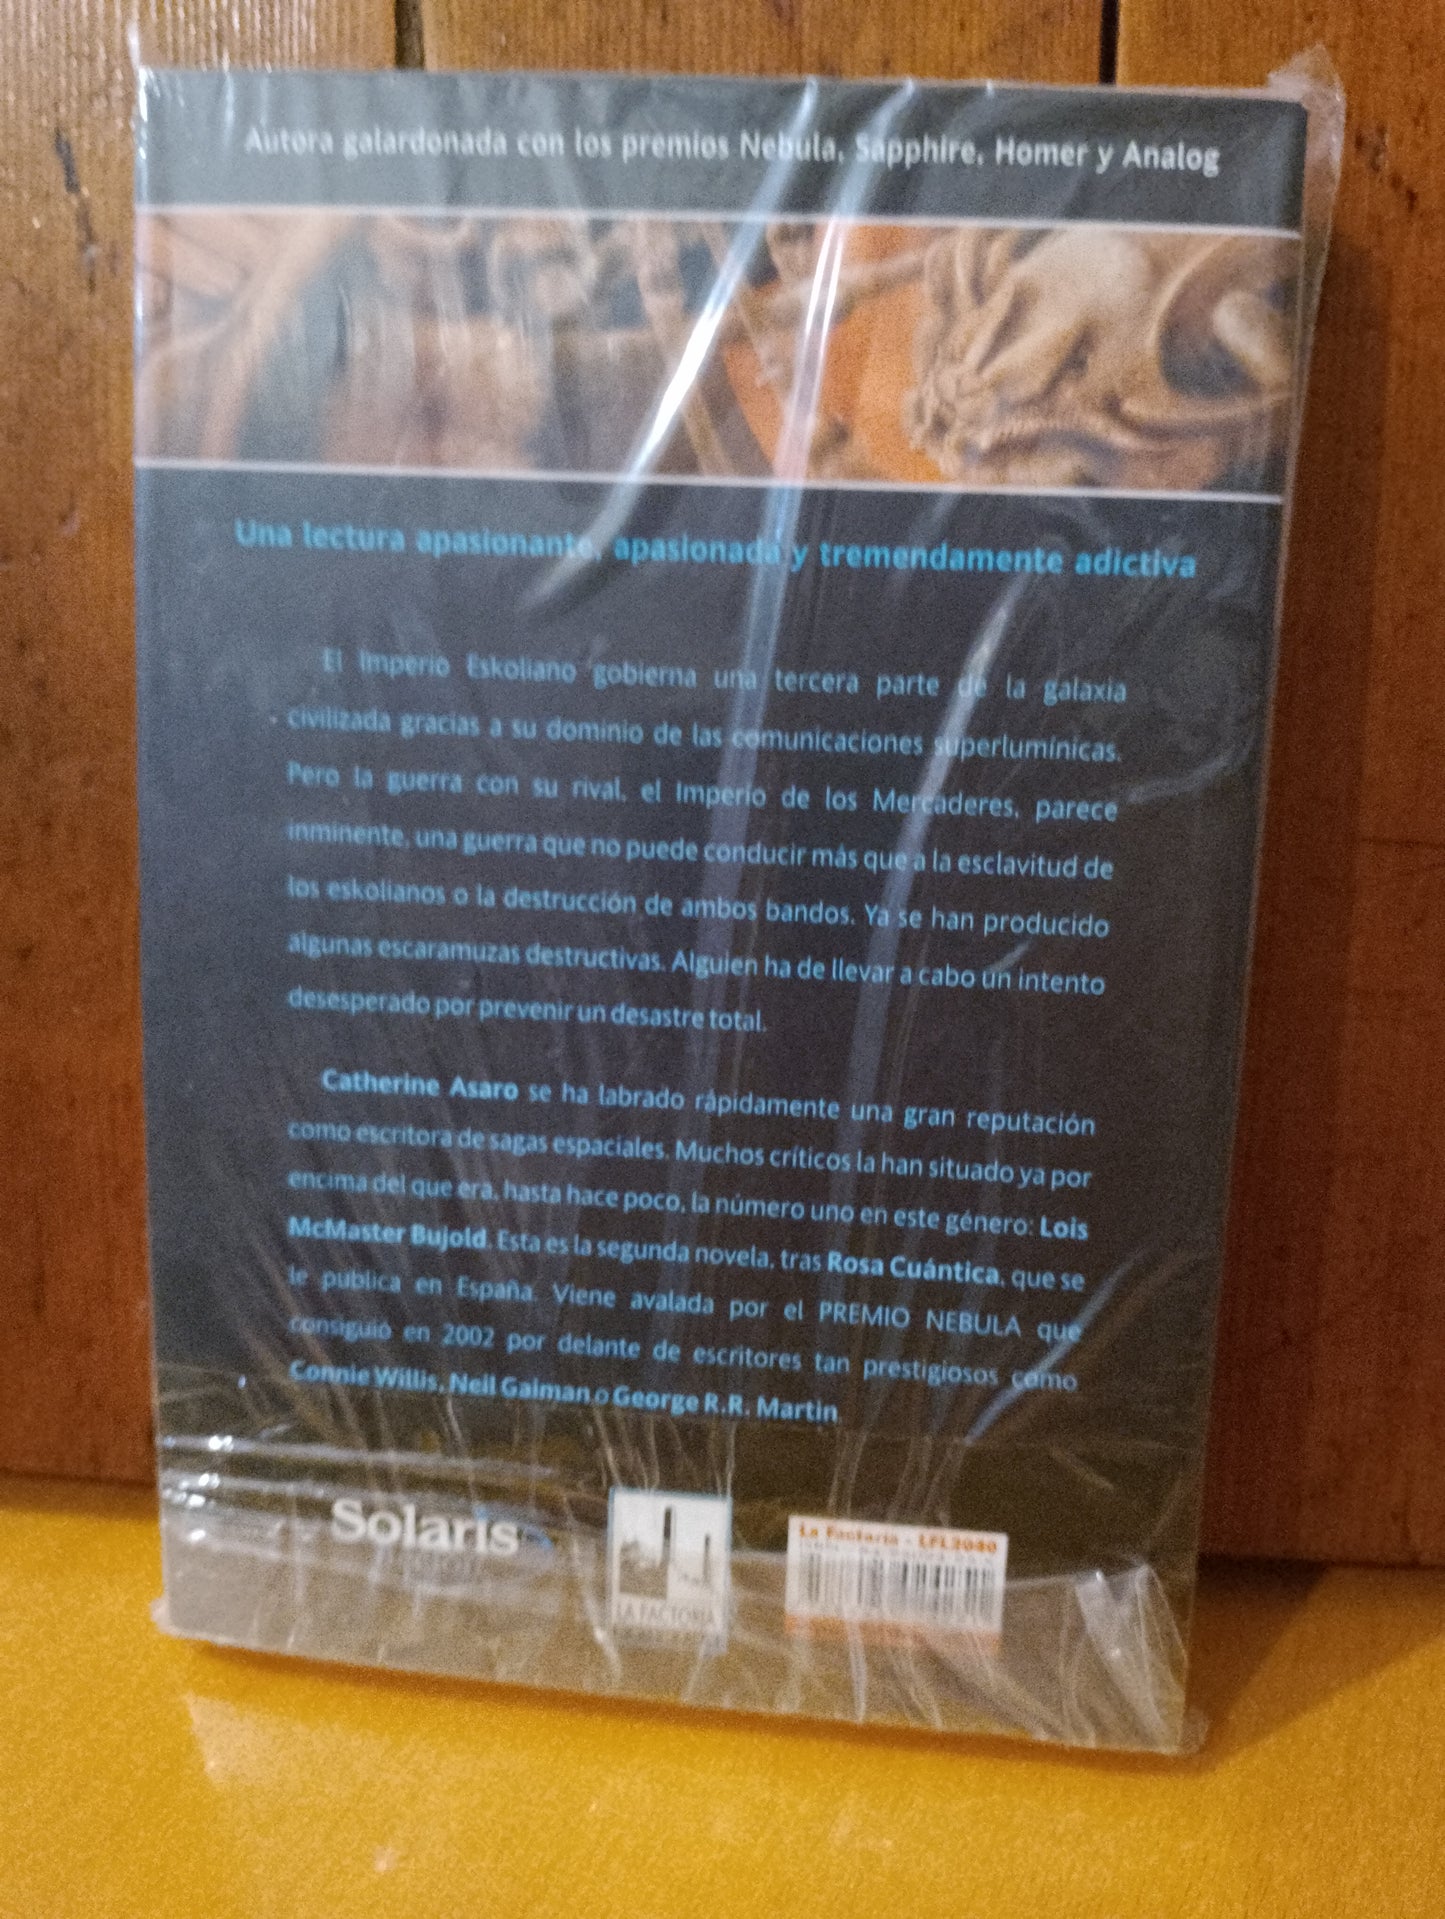 Autora galardonada con los premios Nebula, Sapphire, Homer y Analog
Una lectura apasionante, apasionada y tremendamente adictiva
El Imperio Eskoliano gobierna una tercera parte de la galaxia
civilizada gracias a su dominio de las comunicaciones superlumínicas.
Pero la guerra con su rival, el Imperio de los Mercaderes, parece
inminente, una guerra que no puede conducir más que a la esclavitud de
los eskolianos o la destrucción de ambos bandos. Ya se han producido
algunas escaramuzas destructivas. Alguien ha de llevar a cabo un intento
desesperado por prevenir un desastre total.
Catherine Asaro se ha labrado rápidamente una gran reputación
como escritora de sagas espaciales. Muchos críticos la han situado ya por
encima del que era, hasta hace poco, la número uno en este género: Lois
McMaster Bujold. Esta es la segunda novela, tras Rosa Cuántica, que se
le publica en España. Viene avalada por el PREMIO NEBULA que
consiguió en 2002 por delante de escritores tan prestigiosos como
Connie Willis, Neil Gaiman o George R.R. Martin.
Solaris
LA FACTORIA
La Factoría - LFL2040